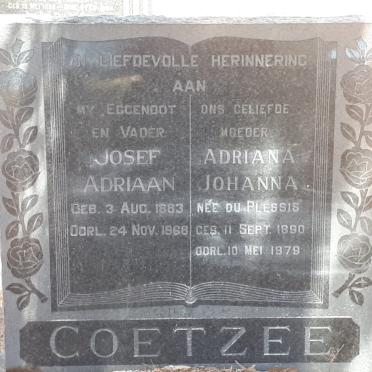 IN LIEFDEVOLLE HERINNERING
AAN
MY EGGENOOT
EN VADER
JOSEF
ADRIAAN
GEB. 3 AUG. 1883
OORL. 24 NOV. 1968
ONS GELIEFDE
MOEDER
ADRIANA
JOHANNA
NÉE DU PLESSIS
GEB. 11 SEPT. 1890
OORL. 10 MEI 1979
COETZEE